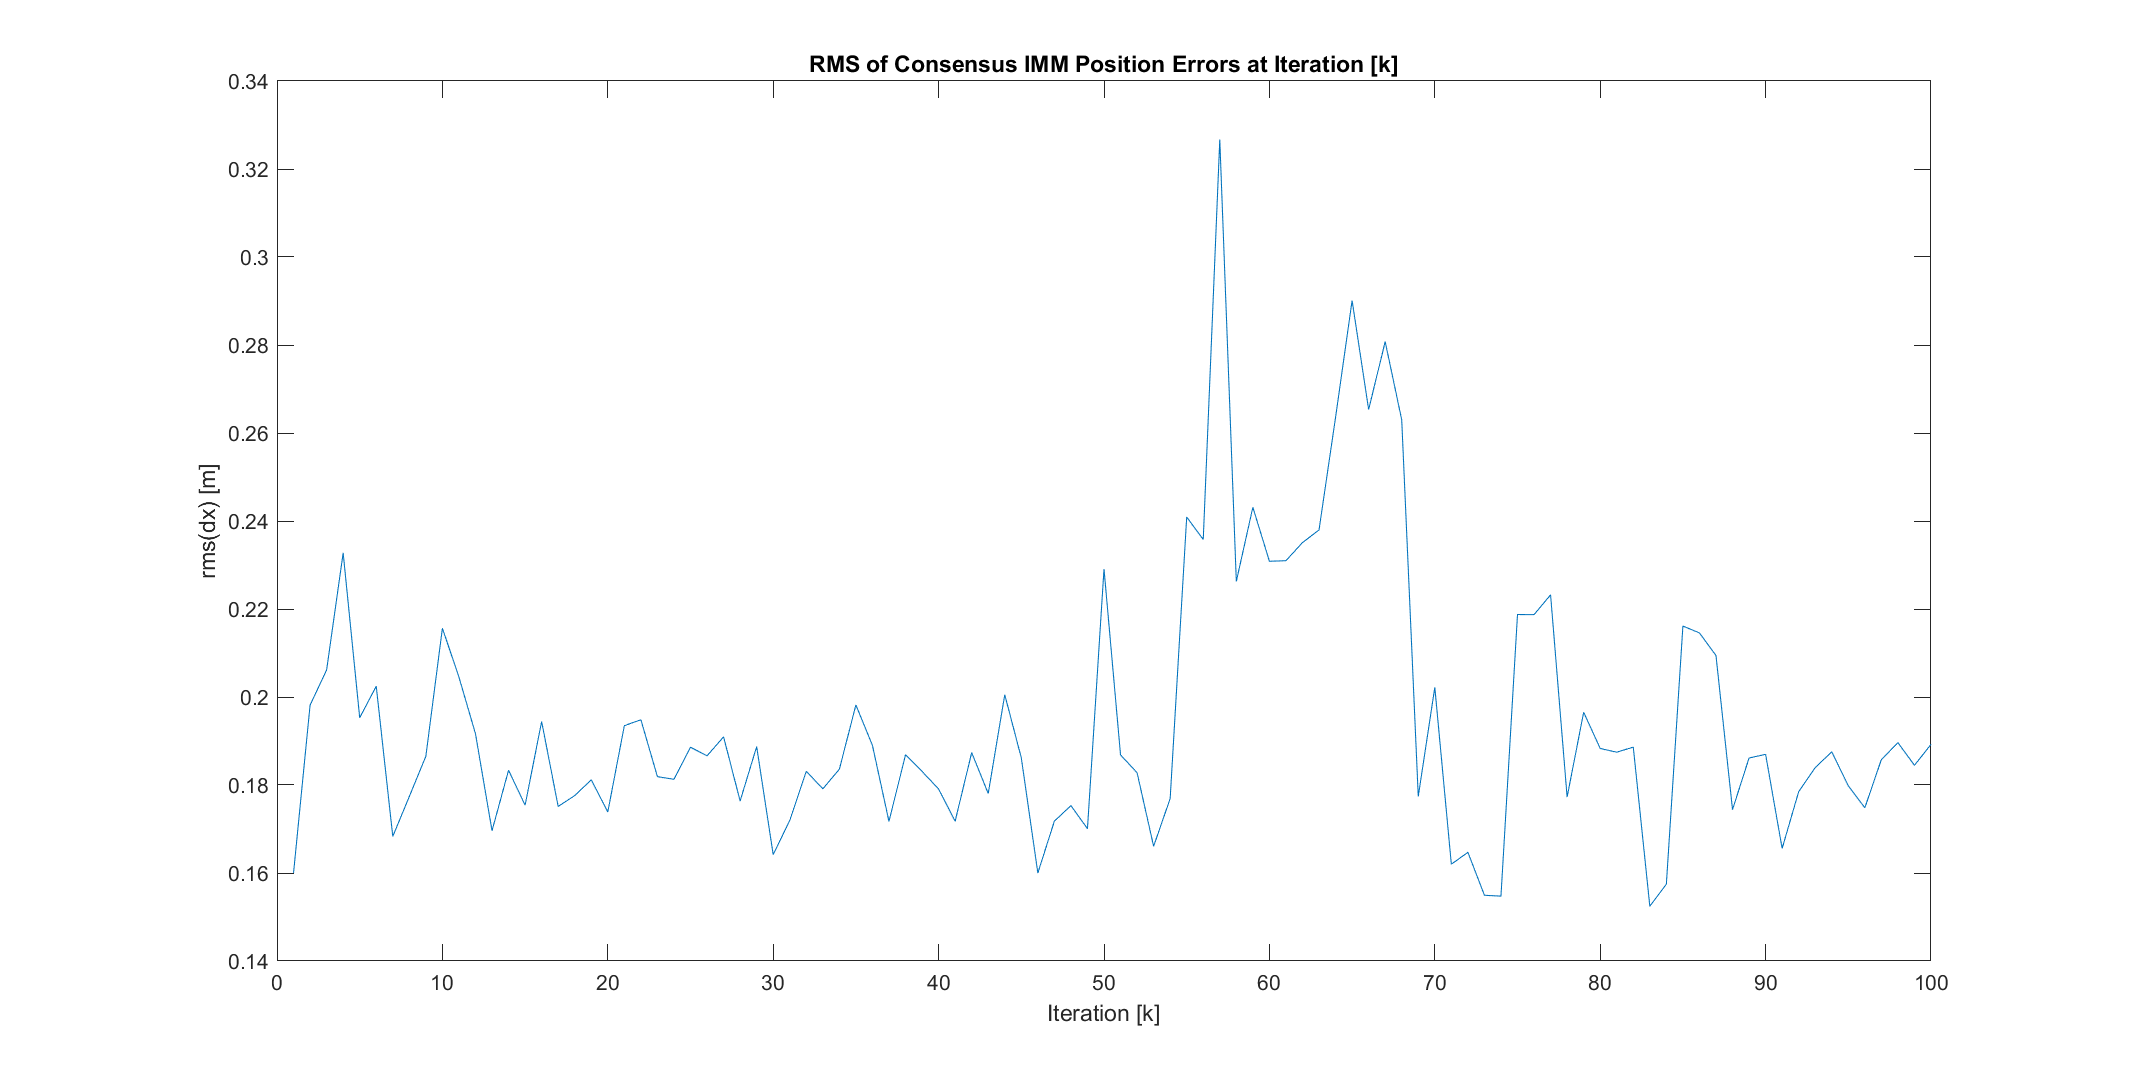 RMS of Consensus IMM Position Errors at Iteration [k]
0.34
0.32
0.3
0.28
0.26
0.24
0.22
0.2
0.18
0.16
0.14
rms(dx) [m]
0 10 20 30 40 50 60 70 80 90 100
Iteration [k]